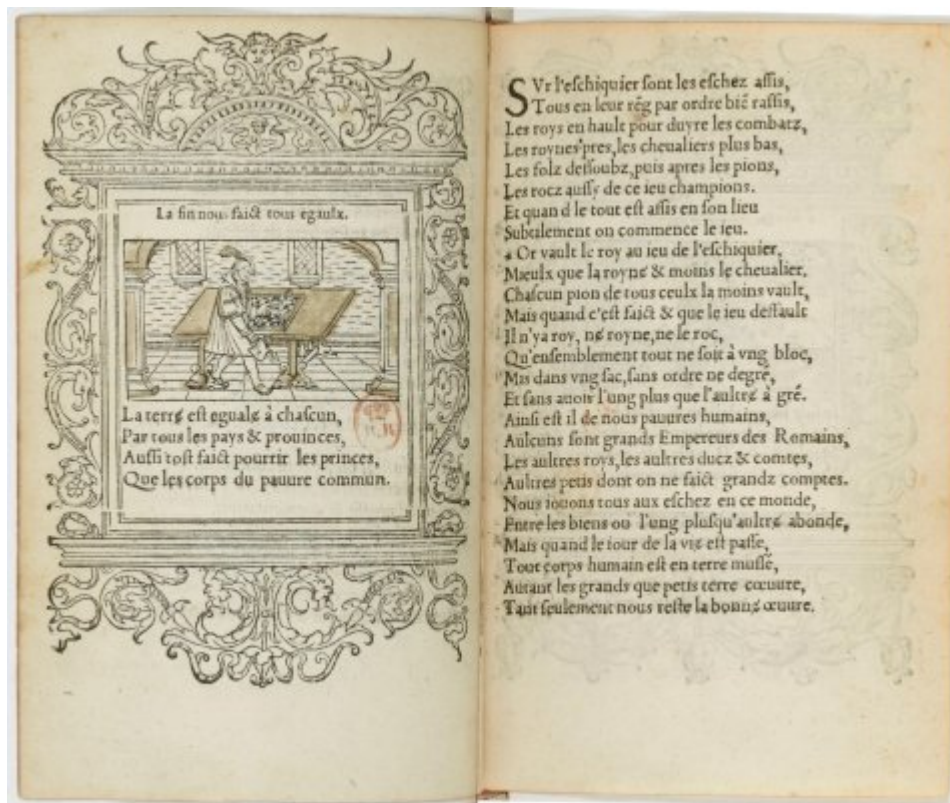 La fin nous faict tous egaulx.
La terre est eguale à chascun,
Par tous les pays & prouinces,
Aussi tost faict pourrir les princes,
Que les corps du pauure commun.
SVr l'eschiquier sont les eschez assis,
Tous en leur rég par ordre bié rassis,
Les roys en hault pour duyre les combatz,
Les roynes pres, les cheualiers plus bas,
Les folz dessoubz, puis apres les pions,
Les rocz aussy de ce ieu champions.
Et quand le tout est assis en son lieu
Subtilement on commence le ieu.
Or vault le roy au ieu de l'eschiquier,
Mieulx que la royne & moins le cheualier.
Chascun pion de tous ceulx la moins vault,
Mais quand c'est faict & que le ieu deffault
Il n'ya roy, ne royne, ne le roc,
Qu'ensemblement tout ne soit à vng bloc,
Mis dans vng sac, sans ordre ne degré,
Et sans auoir l'ung plus que l'aultre à gré.
Ainsi est il de nous pauures humains,
Aulcuns sont grands Empereurs des Romains,
Les aultres roys, les aultres ducz & comtes,
Aultres petis dont on ne faict grandz comptes.
Nous iouons tous aux eschez en ce monde,
Entre les biens ou l'ung plusqu'aultre abonde,
Mais quand le iour de la vie est passe,
Tout corps humain est en terre mussé,
Autant les grands que petis terre cœuure,
Tant seulement nous reste la bonne œuure.